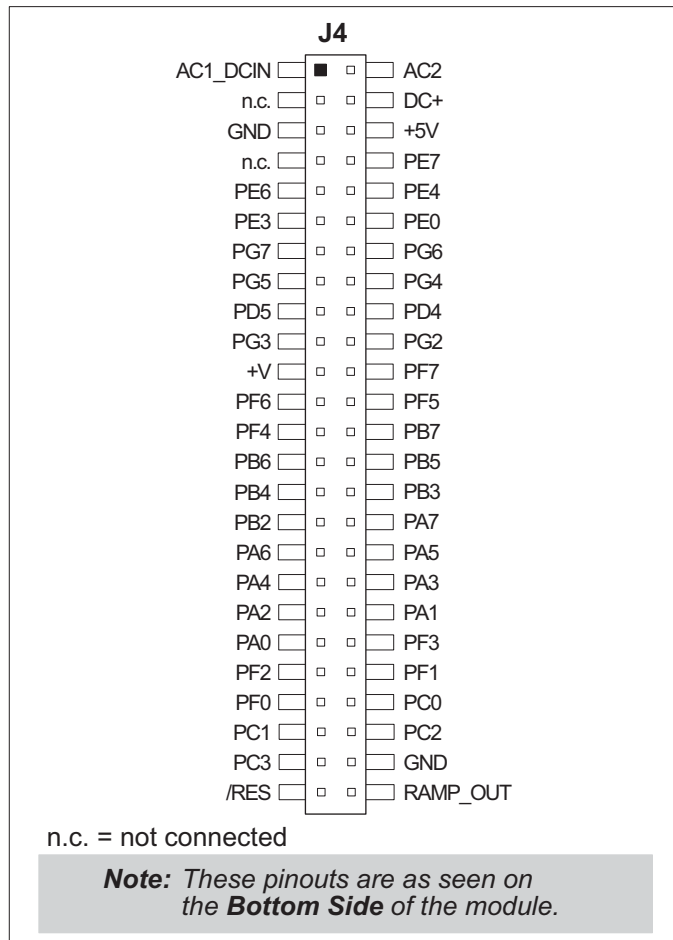 J4
AC1_DCIN AC2
n.c. DC+
GND +5V
n.c. PE7
PE6 PE4
PE3 PE0
PG7 PG6
PG5 PG4
PD5 PD4
PG3 PG2
+V PF7
PF6 PF5
PF4 PB7
PB6 PB5
PB4 PB3
PB2 PA7
PA6 PA5
PA4 PA3
PA2 PA1
PA0 PF3
PF2 PF1
PF0 PC0
PC1 PC2
PC3 GND
/RES RAMP_OUT
n.c. = not connected
Note: These pinouts are as seen on
the Bottom Side of the module.